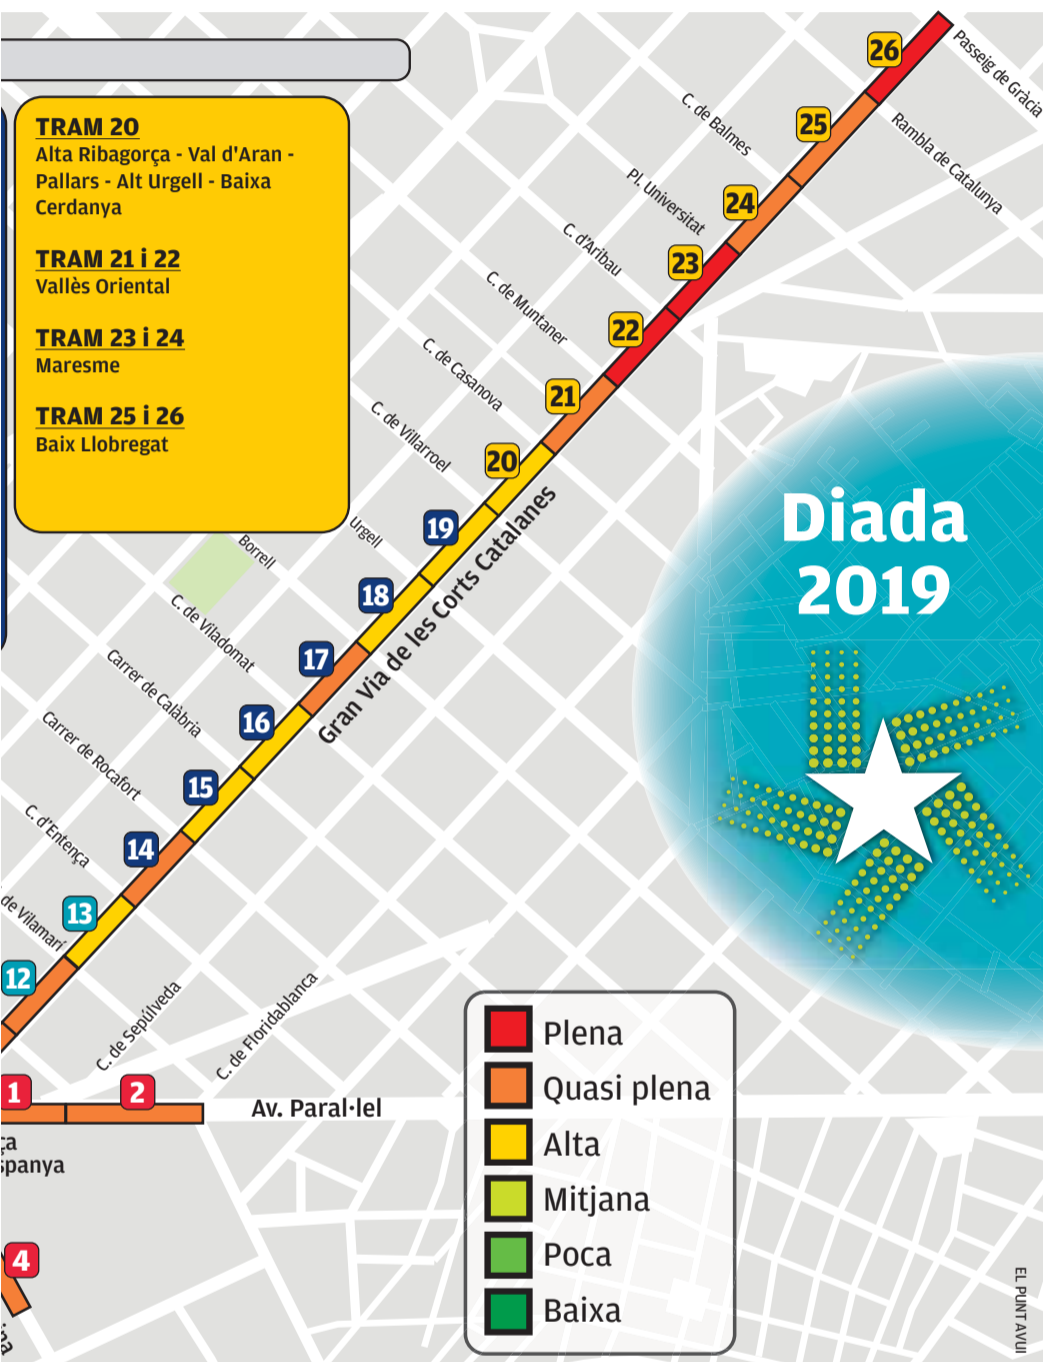 TRAM 20
Alta Ribagorça - Val d'Aran -
Pallars - Alt Urgell - Baixa
Cerdanya
TRAM 21 i 22
Vallès Oriental
TRAM 23 i 24
Maresme
TRAM 25 i 26
Baix Llobregat
26
Passeig de Gràcia
25
Rambla de Catalunya
C. de Balmes
24
Pl. Universitat
23
C. d'Aribau
22
C. de Muntaner
21
C. de Casanova
20
C. de Villarroel
19
Urgell
18
Borrell
17
C. de Viladomat
16
Carrer de Calàbria
15
Carrer de Rocafort
14
C. d'Entença
13
de Vilamarí
12
Gran Via de les Corts Catalanes
C. de Sepúlveda
C. de Floridablanca
1
2
Av. Paral·lel
ça
spanya
4
na
Diada
2019
Plena
Quasi plena
Alta
Mitjana
Poca
Baixa
EL PUNT AVUI